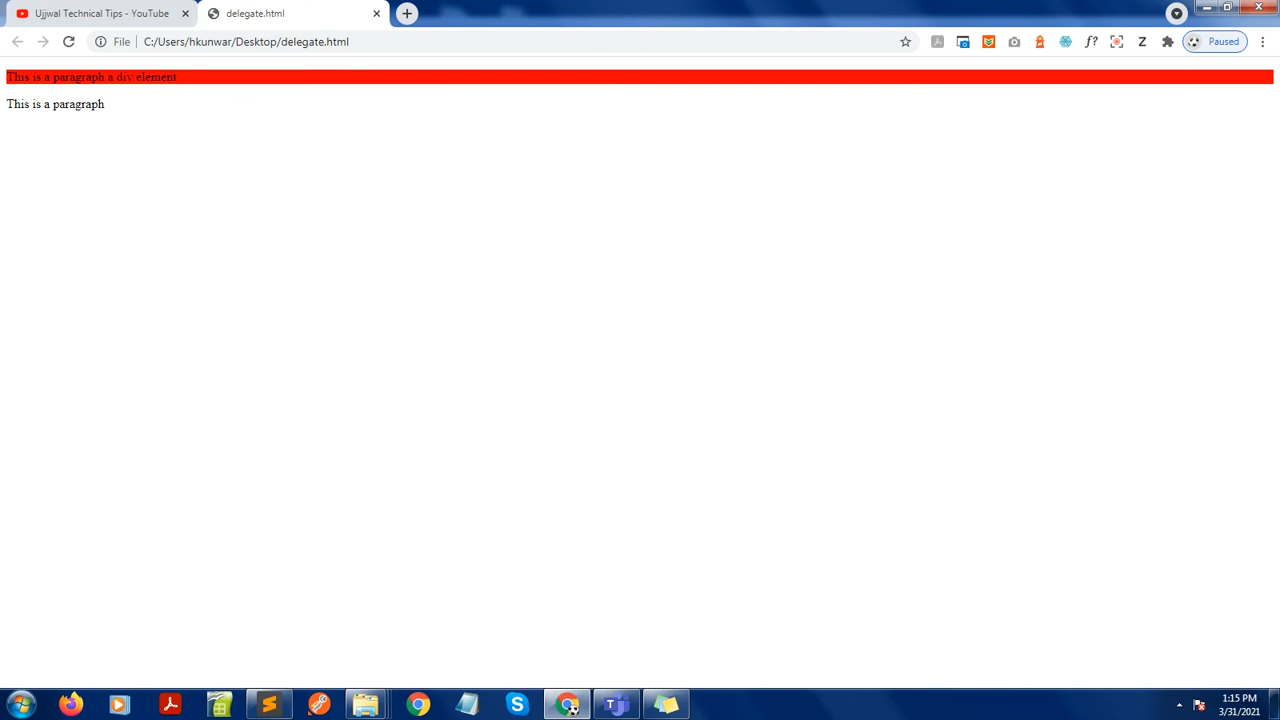 Ujjwal Technical Tips - YouTube
delegate.html
File
C:/Users/hkunwar/Desktop/delegate.html
f?
Z
Paused
This is a paragraph a div element
This is a paragraph
1:15 PM
3/31/2021